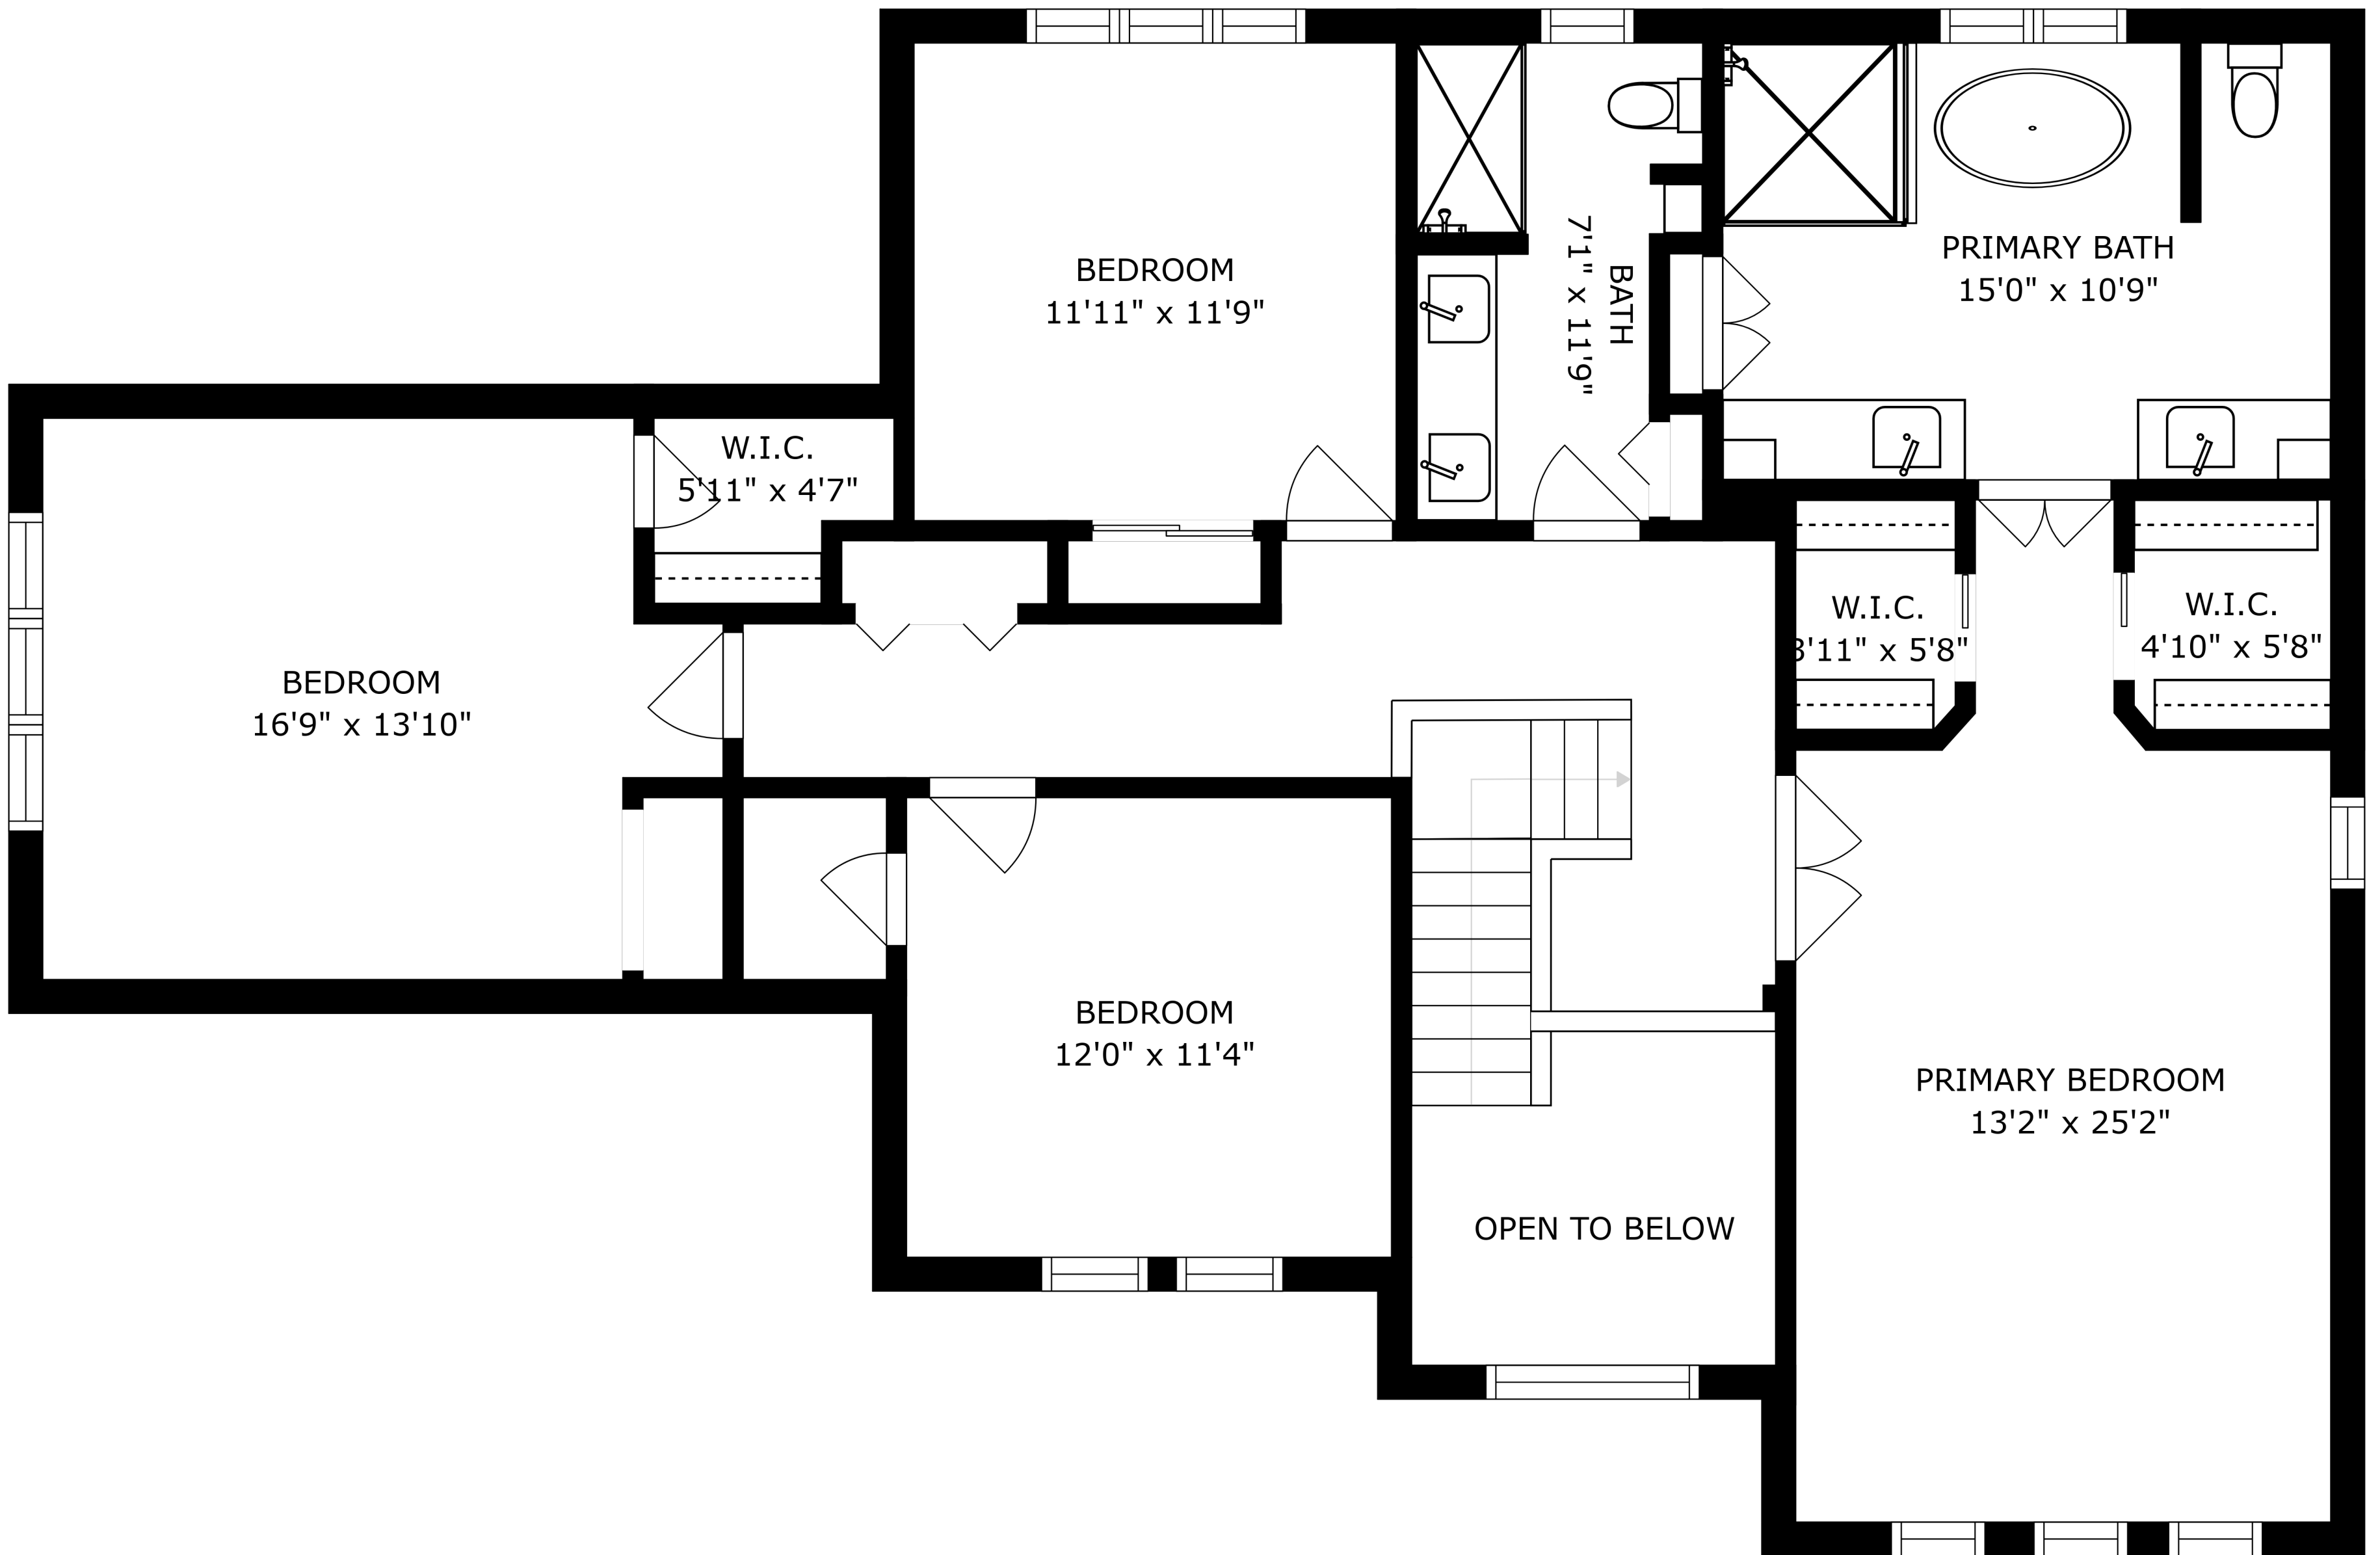 BEDROOM
11'11" x 11'9"
BATH
7'1" x 11'9"
PRIMARY BATH
15'0" x 10'9"
W.I.C.
5'11" x 4'7"
W.I.C.
3'11" x 5'8"
W.I.C.
4'10" x 5'8"
BEDROOM
16'9" x 13'10"
BEDROOM
12'0" x 11'4"
PRIMARY BEDROOM
13'2" x 25'2"
OPEN TO BELOW